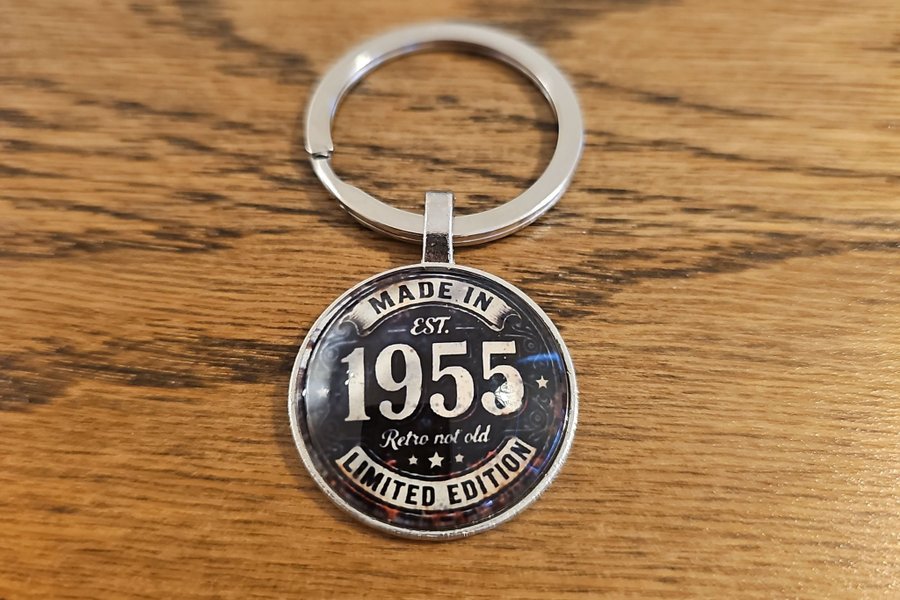 MADE IN
EST.
1955
Retro not old
LIMITED EDITION